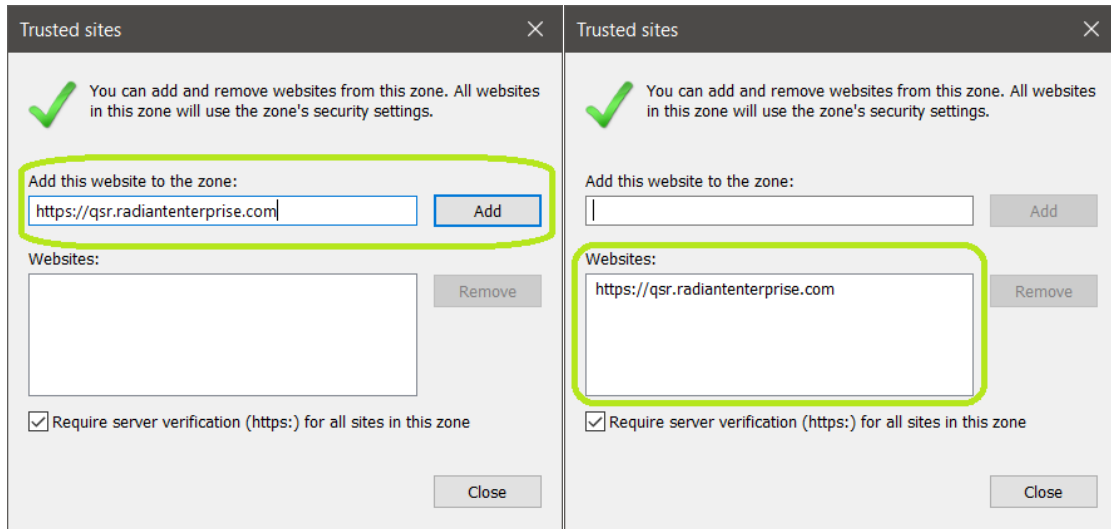 Trusted sites
You can add and remove websites from this zone. All websites
in this zone will use the zone's security settings.
Add this website to the zone:
https://qsr.radiantenterprise.com
Add
Websites:
Remove
Require server verification (https:) for all sites in this zone
Close
Trusted sites
You can add and remove websites from this zone. All websites
in this zone will use the zone's security settings.
Add this website to the zone:
Add
Websites:
https://qsr.radiantenterprise.com
Remove
Require server verification (https:) for all sites in this zone
Close